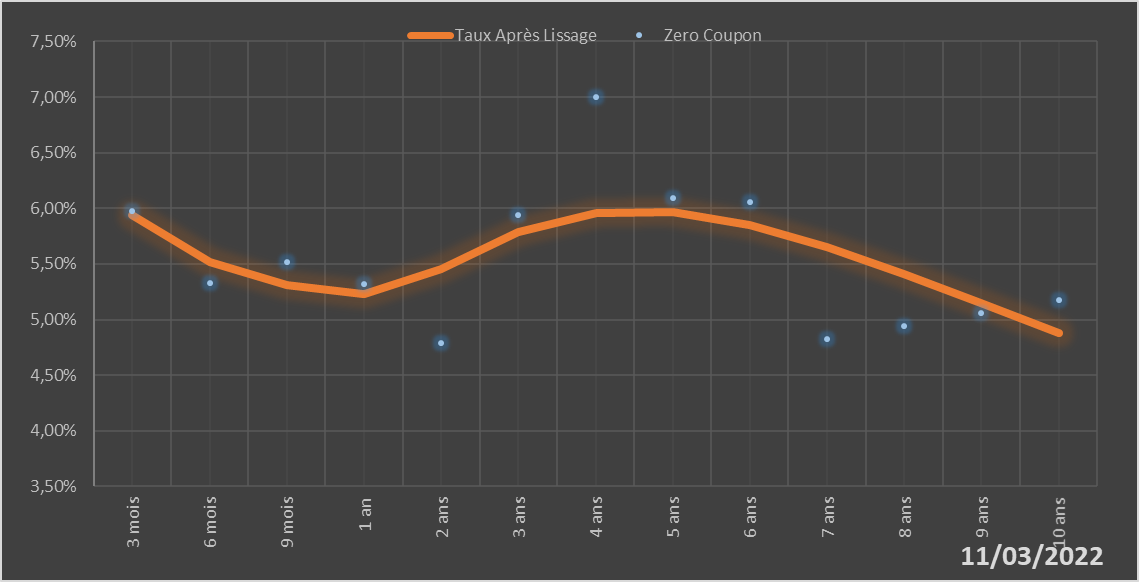 Taux Après Lissage Zero Coupon
7,50%
7,00%
6,50%
6,00%
5,50%
5,00%
4,50%
4,00%
3,50%
3 mois
6 mois
9 mois
1 an
2 ans
3 ans
4 ans
5 ans
6 ans
7 ans
8 ans
9 ans
10 ans
11/03/2022